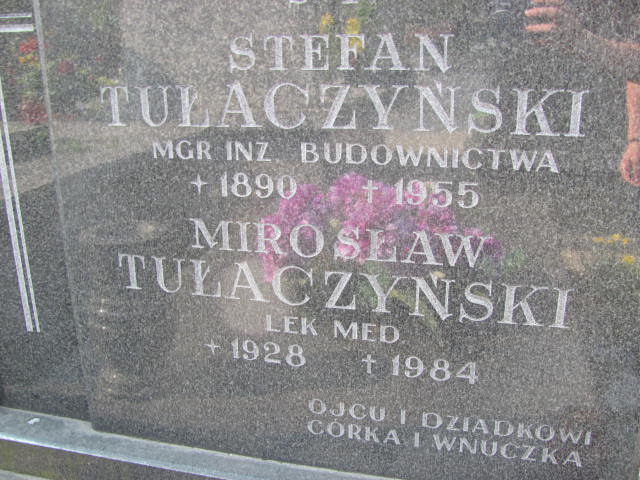 STEFAN
TUŁACZYŃSKI
MGR INŻ BUDOWNICTWA
+ 1890 + 1955
MIROSŁAW
TUŁACZYŃSKI
LEK MED
+ 1928 + 1984
OJCU I DZIADKOWI
CÓRKA I WNUCZKA